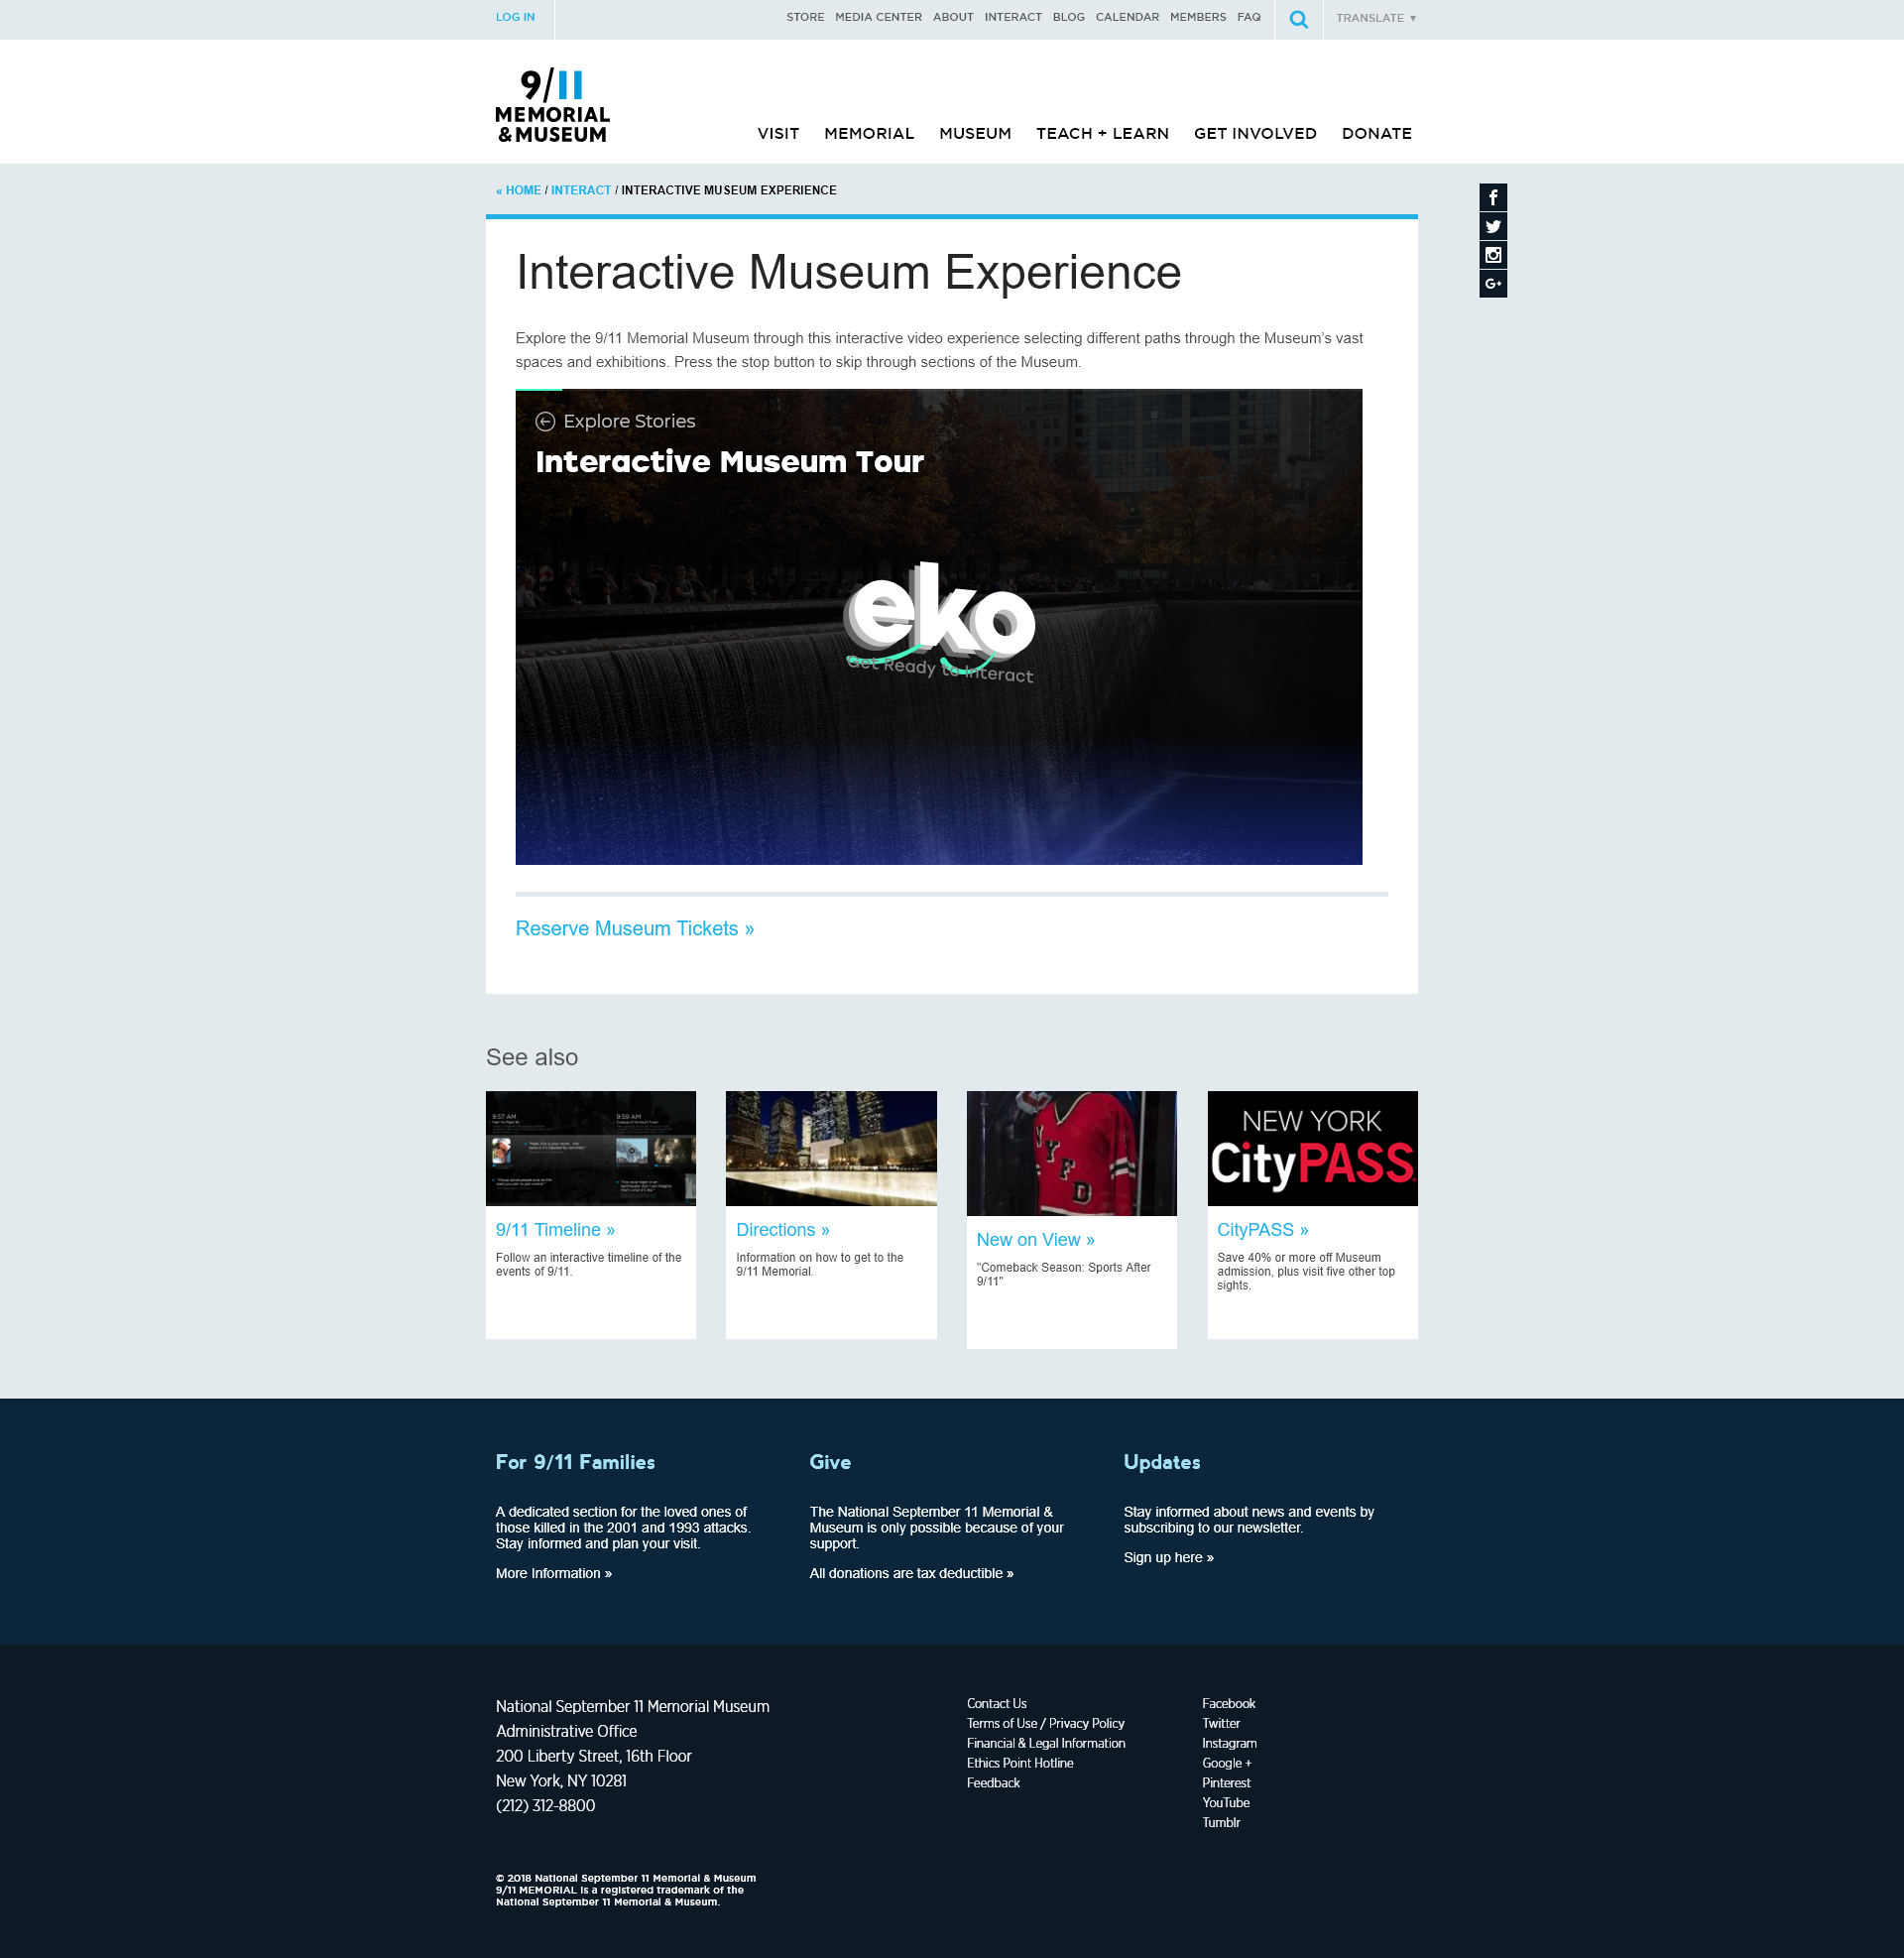 LOG IN
STORE MEDIA CENTER ABOUT INTERACT BLOG CALENDAR MEMBERS FAQ TRANSLATE ▼
9/11
MEMORIAL
&MUSEUM
VISIT MEMORIAL MUSEUM TEACH + LEARN GET INVOLVED DONATE
« HOME / INTERACT / INTERACTIVE MUSEUM EXPERIENCE
Interactive Museum Experience
Explore the 9/11 Memorial Museum through this interactive video experience selecting different paths through the Museum’s vast
spaces and exhibitions. Press the stop button to skip through sections of the Museum.
Explore Stories
Interactive Museum Tour
eko
Get Ready to Interact
Reserve Museum Tickets »
See also
9:57 AM
9:59 AM
NYFD
NEW YORK
CityPASS
9/11 Timeline »
Follow an interactive timeline of the
events of 9/11.
Directions »
Information on how to get to the
9/11 Memorial.
New on View »
"Comeback Season: Sports After
9/11"
CityPASS »
Save 40% or more off Museum
admission, plus visit five other top
sights.
For 9/11 Families
A dedicated section for the loved ones of
those killed in the 2001 and 1993 attacks.
Stay informed and plan your visit.
More Information »
Give
The National September 11 Memorial &
Museum is only possible because of your
support.
All donations are tax deductible »
Updates
Stay informed about news and events by
subscribing to our newsletter.
Sign up here »
National September 11 Memorial Museum
Administrative Office
200 Liberty Street, 16th Floor
New York, NY 10281
(212) 312-8800
Contact Us
Terms of Use / Privacy Policy
Financial & Legal Information
Ethics Point Hotline
Feedback
Facebook
Twitter
Instagram
Google +
Pinterest
YouTube
Tumblr
© 2018 National September 11 Memorial & Museum
9/11 MEMORIAL is a registered trademark of the
National September 11 Memorial & Museum.